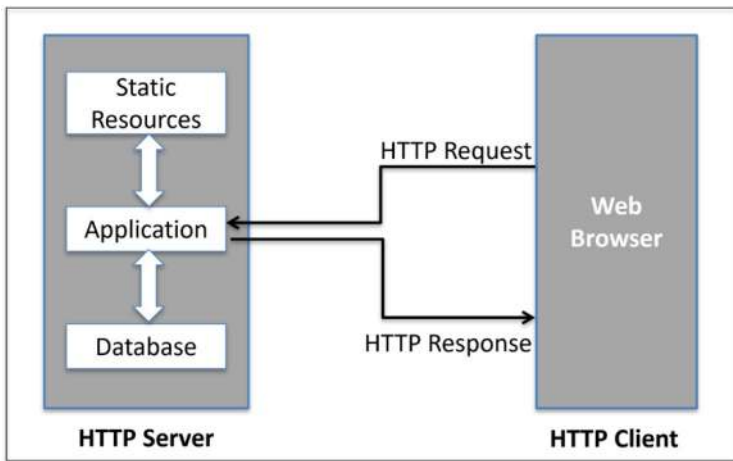 Static
Resources
Application
Database
HTTP Server
HTTP Request
HTTP Response
Web
Browser
HTTP Client